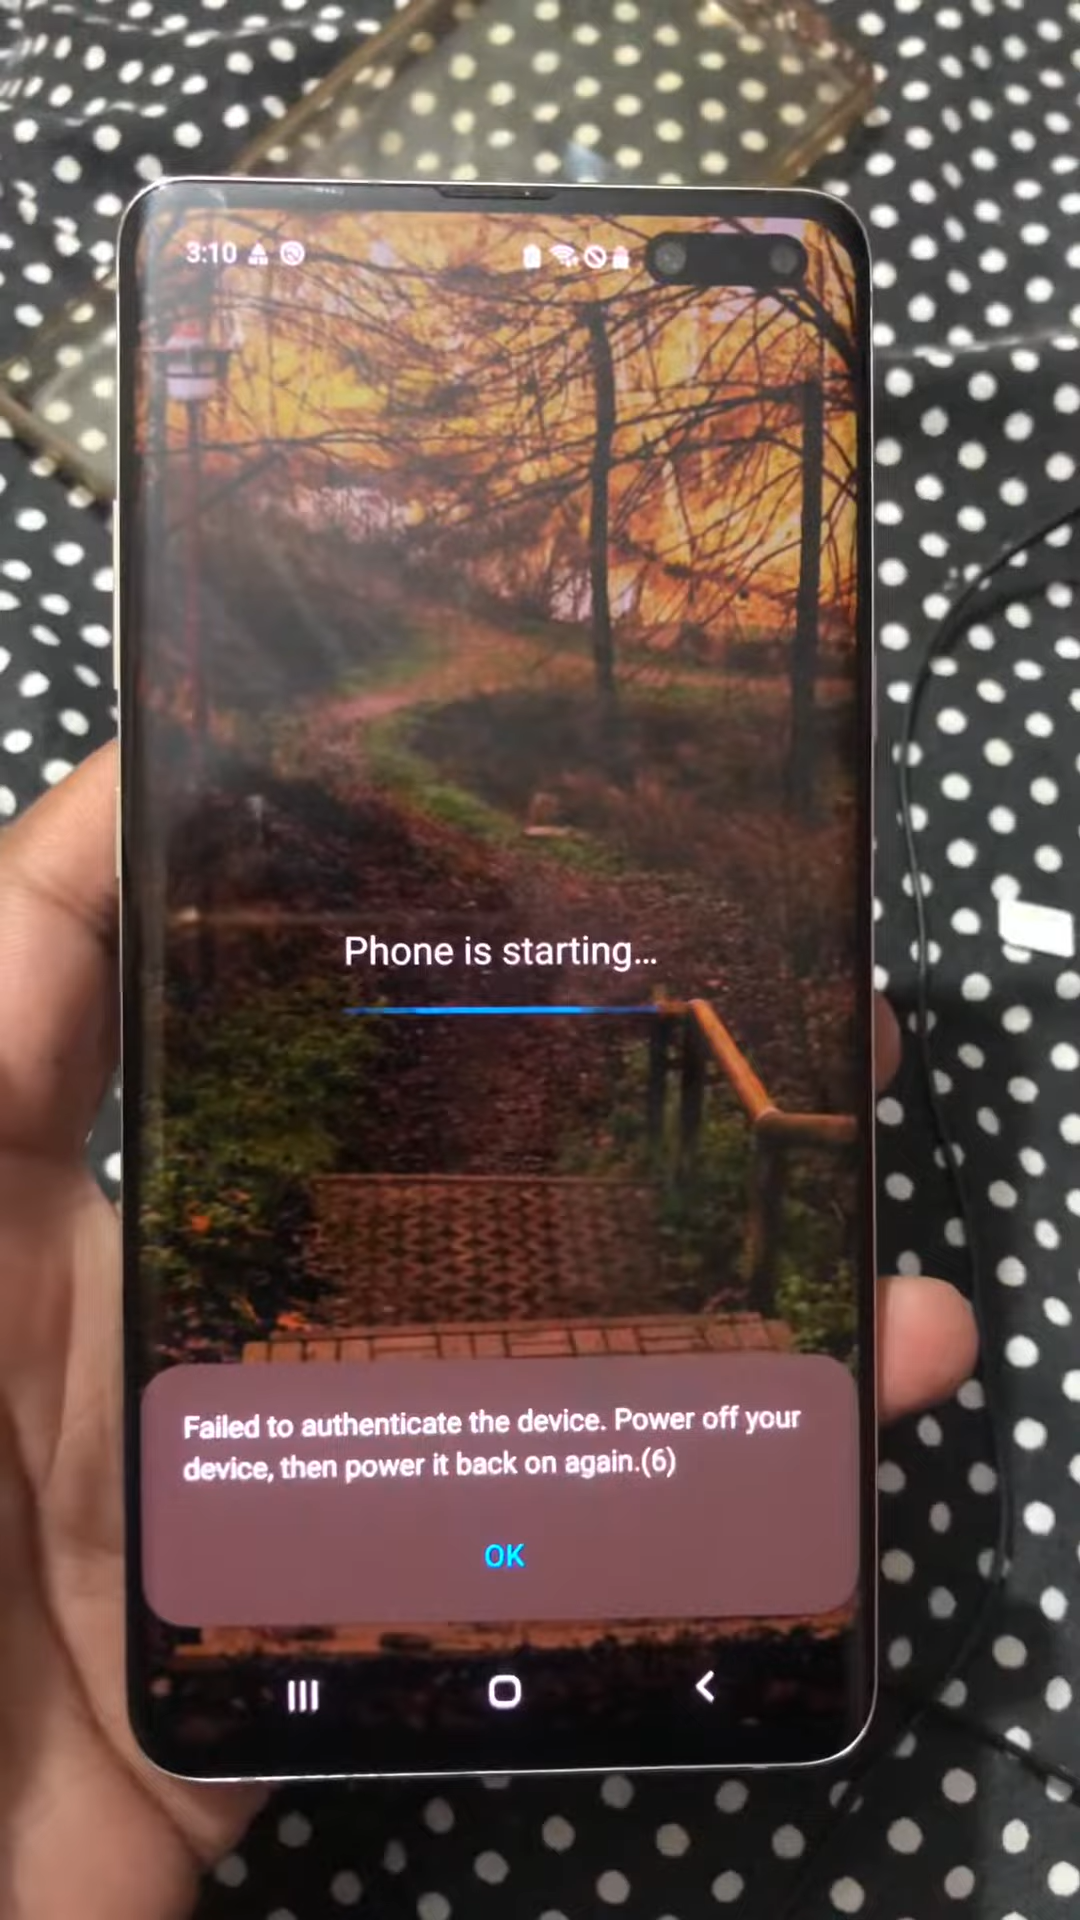 3:10
Phone is starting...
Failed to authenticate the device. Power off your
device, then power it back on again.(6)
OK